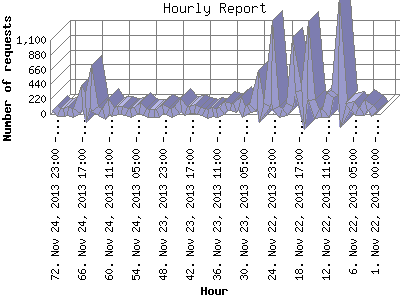 Hourly Report
Number of requests
1,100
880
660
440
220
0
72. Nov 24, 2013 23:00 -...
66. Nov 24, 2013 17:00 -...
60. Nov 24, 2013 11:00 -...
54. Nov 24, 2013 05:00 -...
48. Nov 23, 2013 23:00 -...
42. Nov 23, 2013 17:00 -...
36. Nov 23, 2013 11:00 -...
30. Nov 23, 2013 05:00 -...
24. Nov 22, 2013 23:00 -...
18. Nov 22, 2013 17:00 -...
12. Nov 22, 2013 11:00 -...
6. Nov 22, 2013 05:00 -...
1. Nov 22, 2013 00:00 -...
Hour